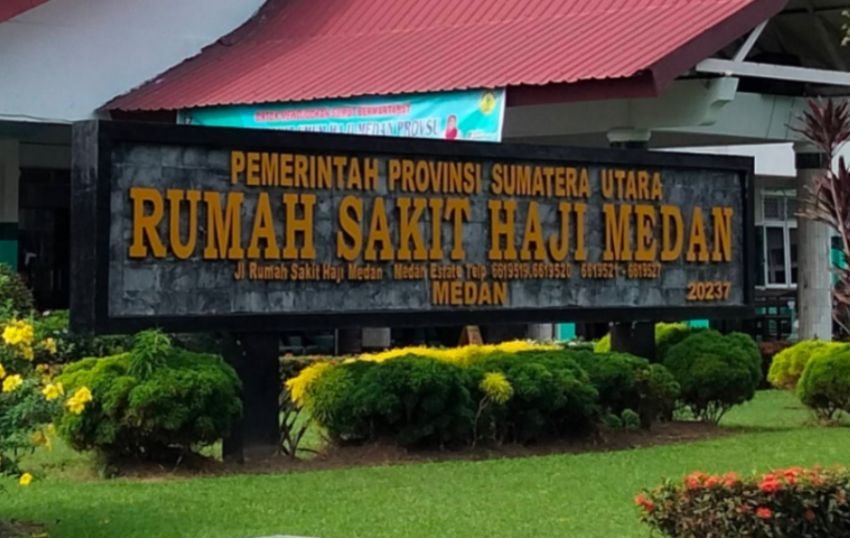 PEMERINTAH PROVINSI SUMATERA UTARA
RUMAH SAKIT HAJI MEDAN
Jl Rumah Sakit Haji Medan Medan Estate Telp 6619519,6619520 6619521 - 6619527
MEDAN 20237